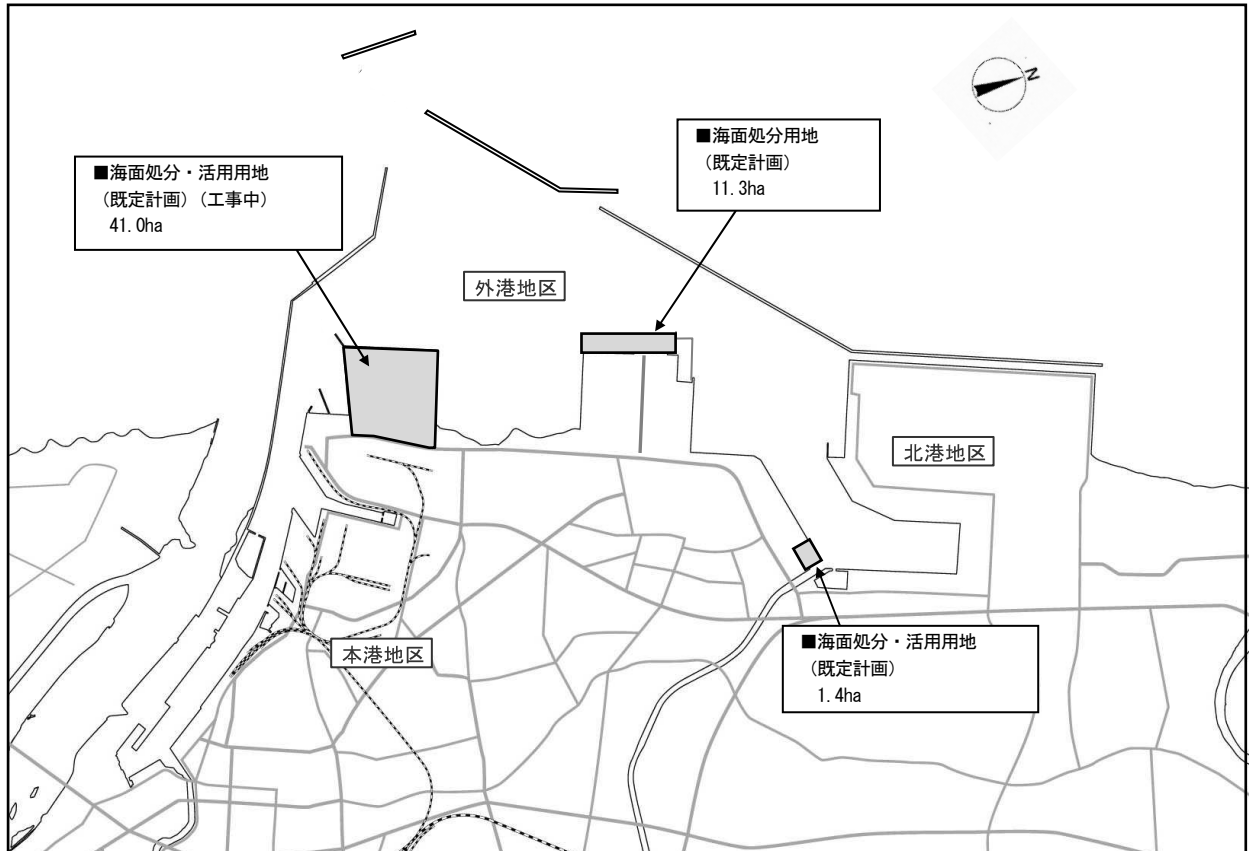 N
■海面処分用地
(既定計画)
11.3ha
■海面処分・活用用地
(既定計画)(工事中)
41.0ha
外港地区
北港地区
本港地区
■海面処分・活用用地
(既定計画)
1.4ha